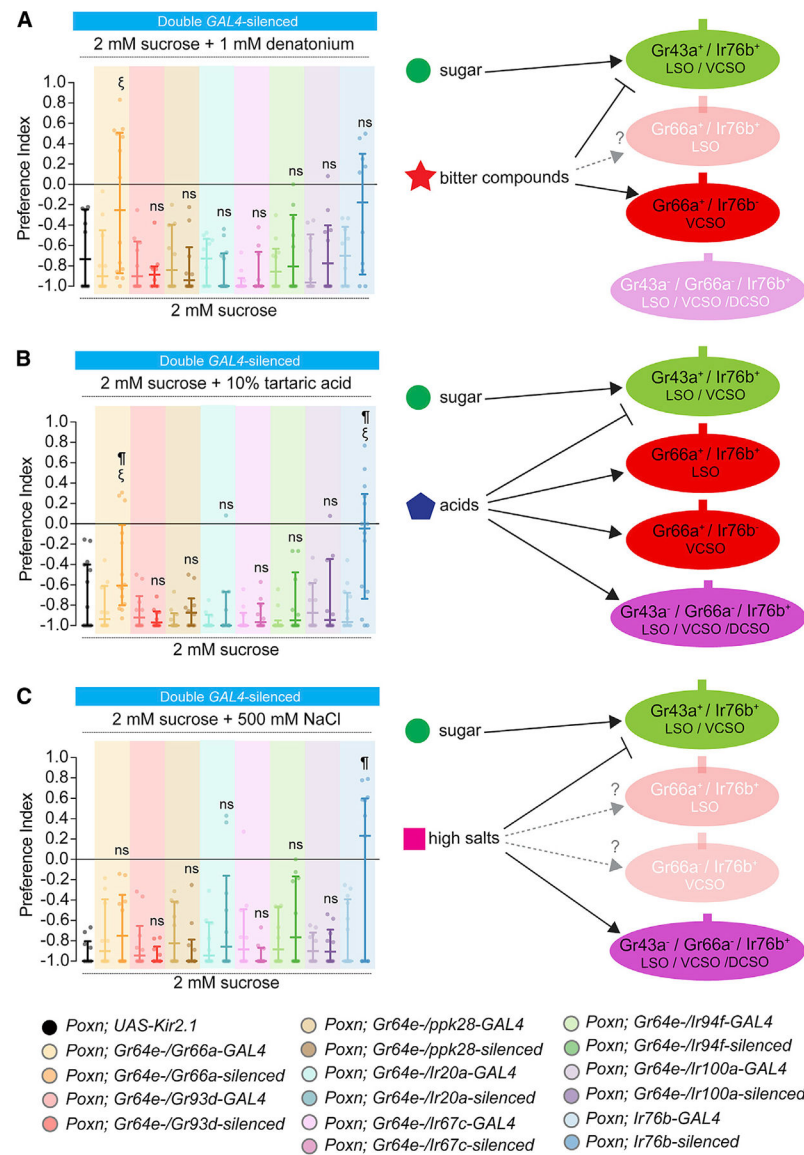 A
Double GAL4-silenced
2 mM sucrose + 1 mM denatonium
Preference Index
1.0
0.8
0.6
0.4
0.2
0.0
-0.2
-0.4
-0.6
-0.8
-1.0
ξ
ns
ns
ns
ns
ns
ns
ns
2 mM sucrose
sugar
bitter compounds
?
Gr43a+ / Ir76b+
LSO / VCSO
Gr66a+ / Ir76b+
LSO
Gr66a+ / Ir76b-
VCSO
Gr43a- / Gr66a- / Ir76b+
LSO / VCSO /DCSO
B
Double GAL4-silenced
2 mM sucrose + 10% tartaric acid
Preference Index
1.0
0.8
0.6
0.4
0.2
0.0
-0.2
-0.4
-0.6
-0.8
-1.0
¶
ξ
ns
ns
ns
ns
ns
ns
¶
ξ
2 mM sucrose
sugar
acids
Gr43a+ / Ir76b+
LSO / VCSO
Gr66a+ / Ir76b+
LSO
Gr66a+ / Ir76b-
VCSO
Gr43a- / Gr66a- / Ir76b+
LSO / VCSO /DCSO
C
Double GAL4-silenced
2 mM sucrose + 500 mM NaCl
Preference Index
1.0
0.8
0.6
0.4
0.2
0.0
-0.2
-0.4
-0.6
-0.8
-1.0
ns
ns
ns
ns
ns
ns
ns
¶
2 mM sucrose
sugar
high salts
?
?
Gr43a+ / Ir76b+
LSO / VCSO
Gr66a+ / Ir76b+
LSO
Gr66a- / Ir76b+
VCSO
Gr43a- / Gr66a- / Ir76b+
LSO / VCSO /DCSO
Poxn; UAS-Kir2.1
Poxn; Gr64e-/Gr66a-GAL4
Poxn; Gr64e-/Gr66a-silenced
Poxn; Gr64e-/Gr93d-GAL4
Poxn; Gr64e-/Gr93d-silenced
Poxn; Gr64e-/ppk28-GAL4
Poxn; Gr64e-/ppk28-silenced
Poxn; Gr64e-/Ir20a-GAL4
Poxn; Gr64e-/Ir20a-silenced
Poxn; Gr64e-/Ir67c-GAL4
Poxn; Gr64e-/Ir67c-silenced
Poxn; Gr64e-/Ir94f-GAL4
Poxn; Gr64e-/Ir94f-silenced
Poxn; Gr64e-/Ir100a-GAL4
Poxn; Gr64e-/Ir100a-silenced
Poxn; Ir76b-GAL4
Poxn; Ir76b-silenced